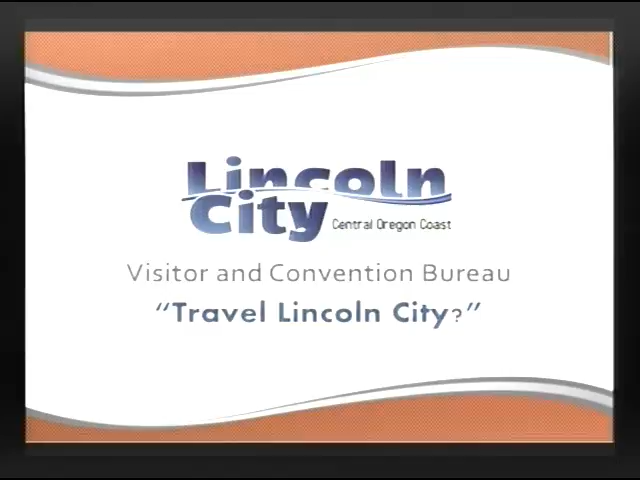 Lincoln
City
Central Oregon Coast
Visitor and Convention Bureau
“Travel Lincoln City?”